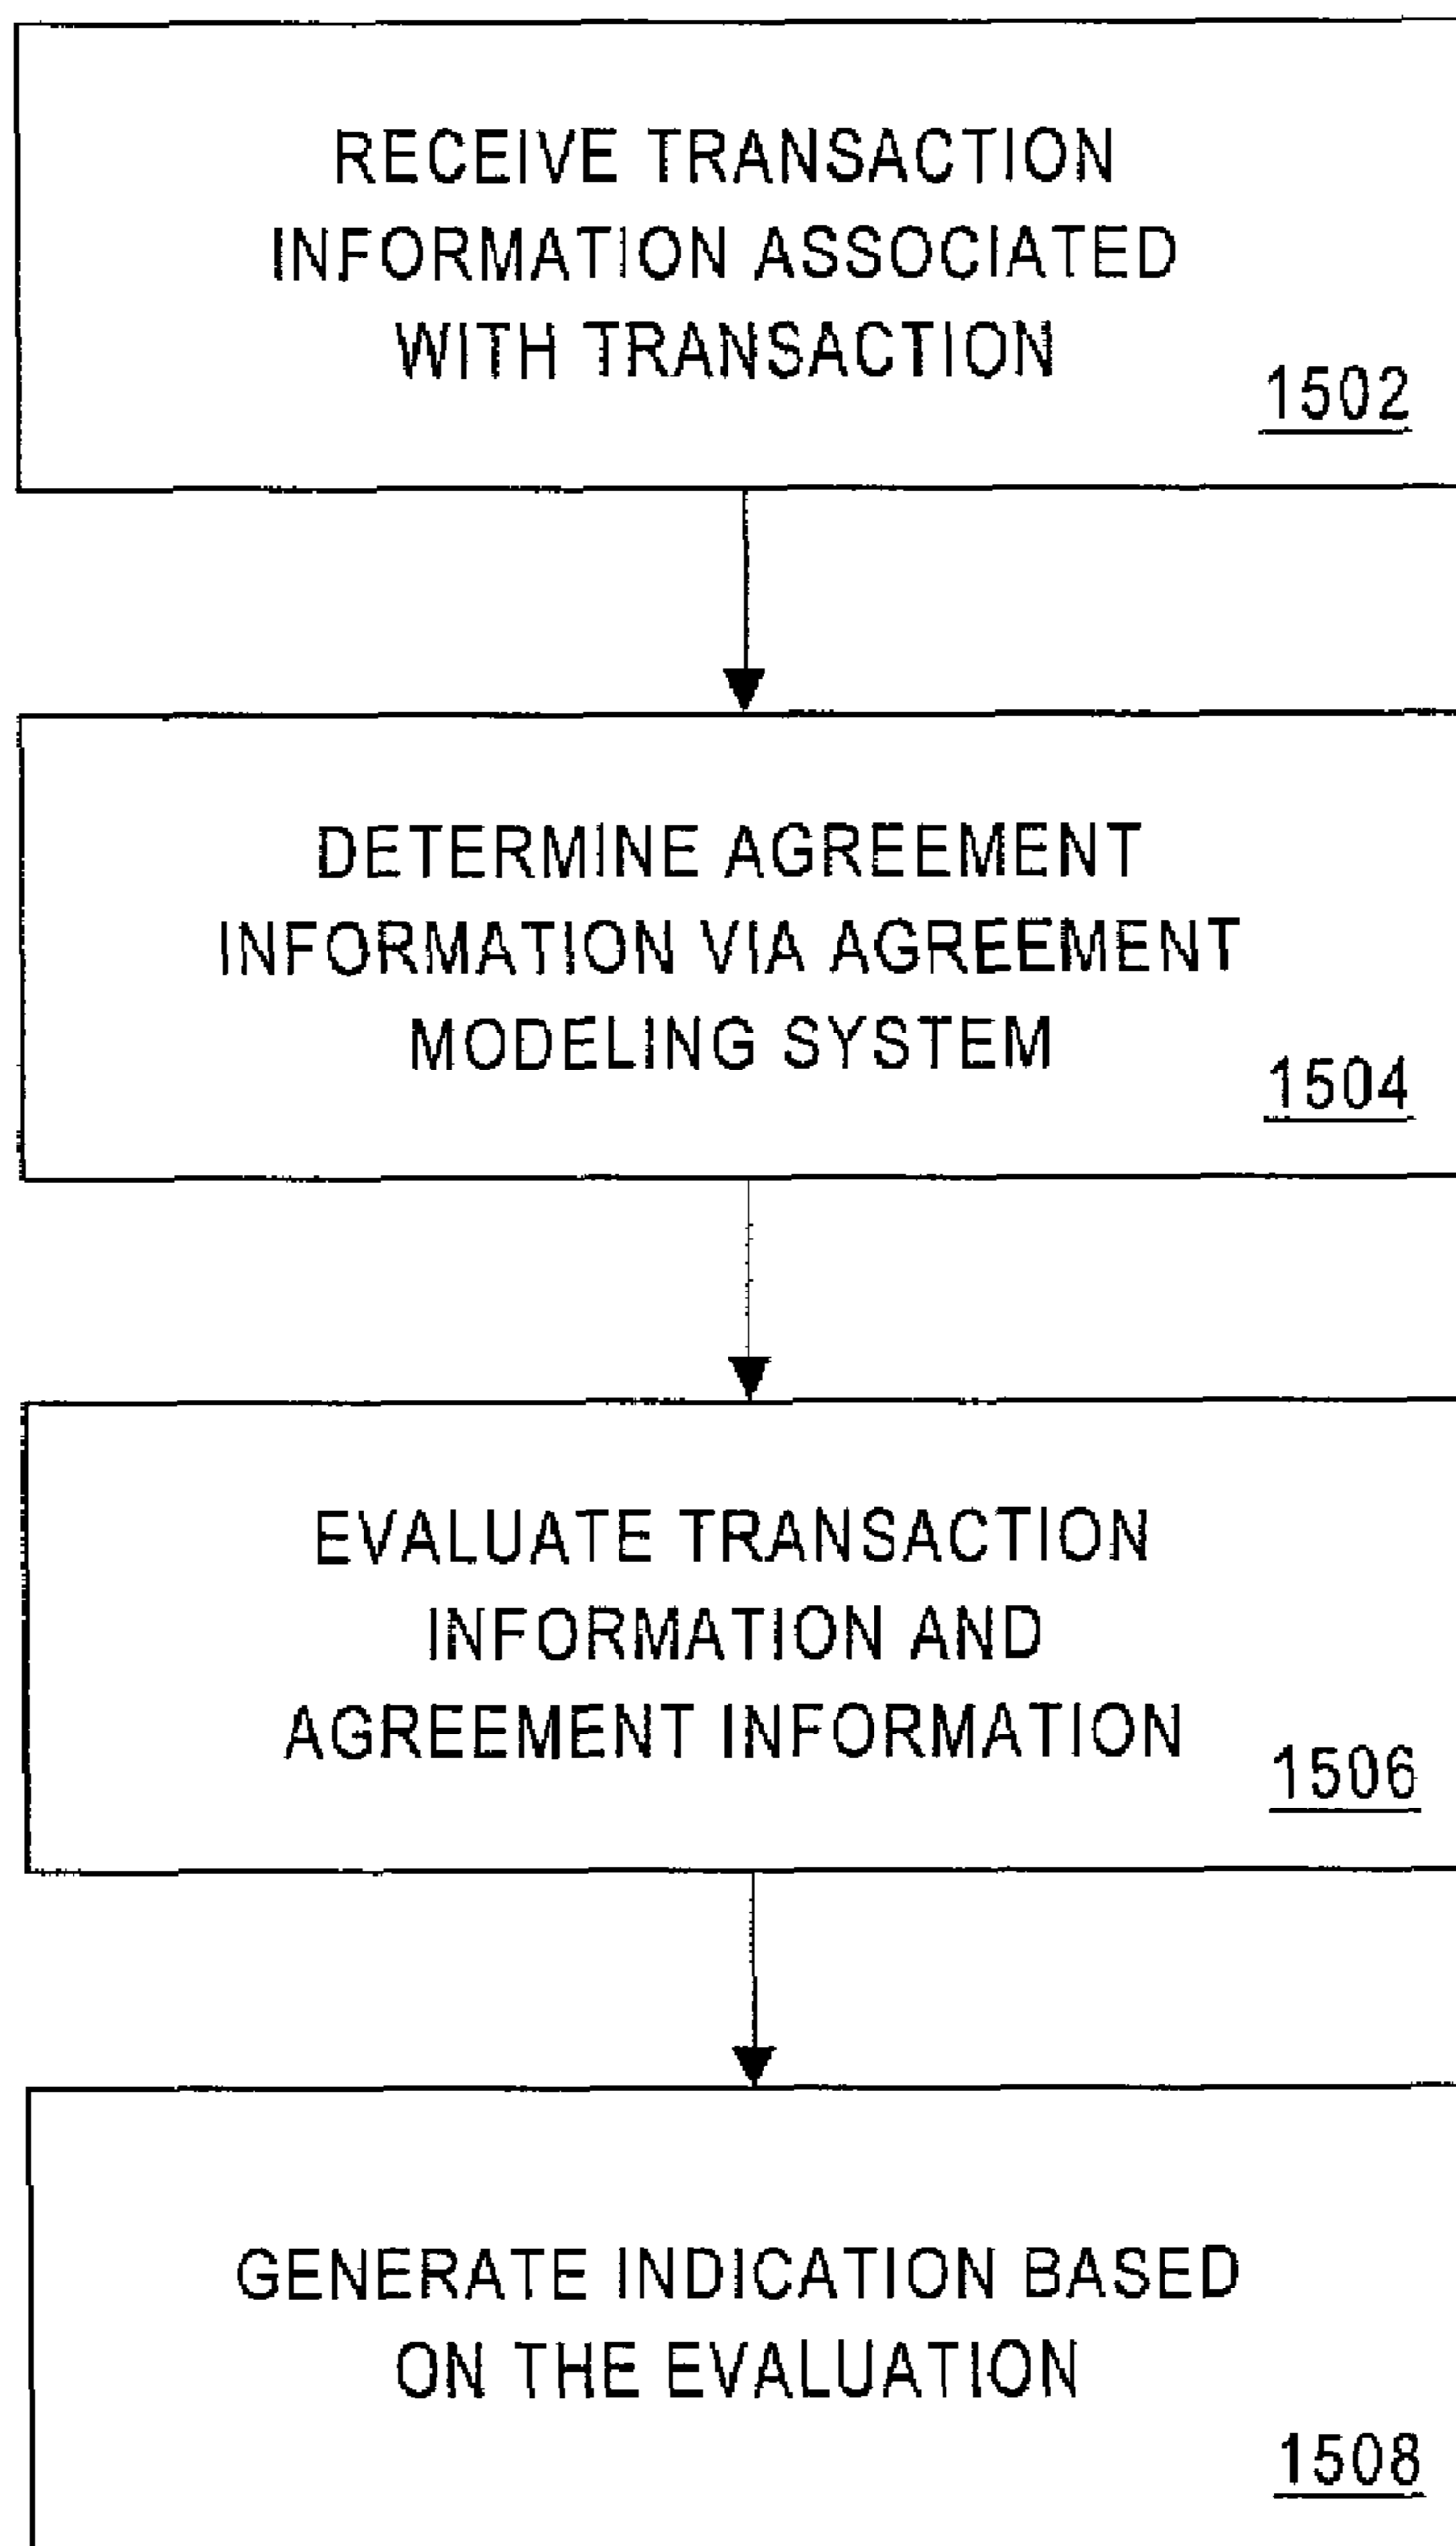 RECEIVE TRANSACTION
INFORMATION ASSOCIATED
WITH TRANSACTION
1502
DETERMINE AGREEMENT
INFORMATION VIA AGREEMENT
MODELING SYSTEM
1504
EVALUATE TRANSACTION
INFORMATION AND
AGREEMENT INFORMATION
1506
GENERATE INDICATION BASED
ON THE EVALUATION
1508